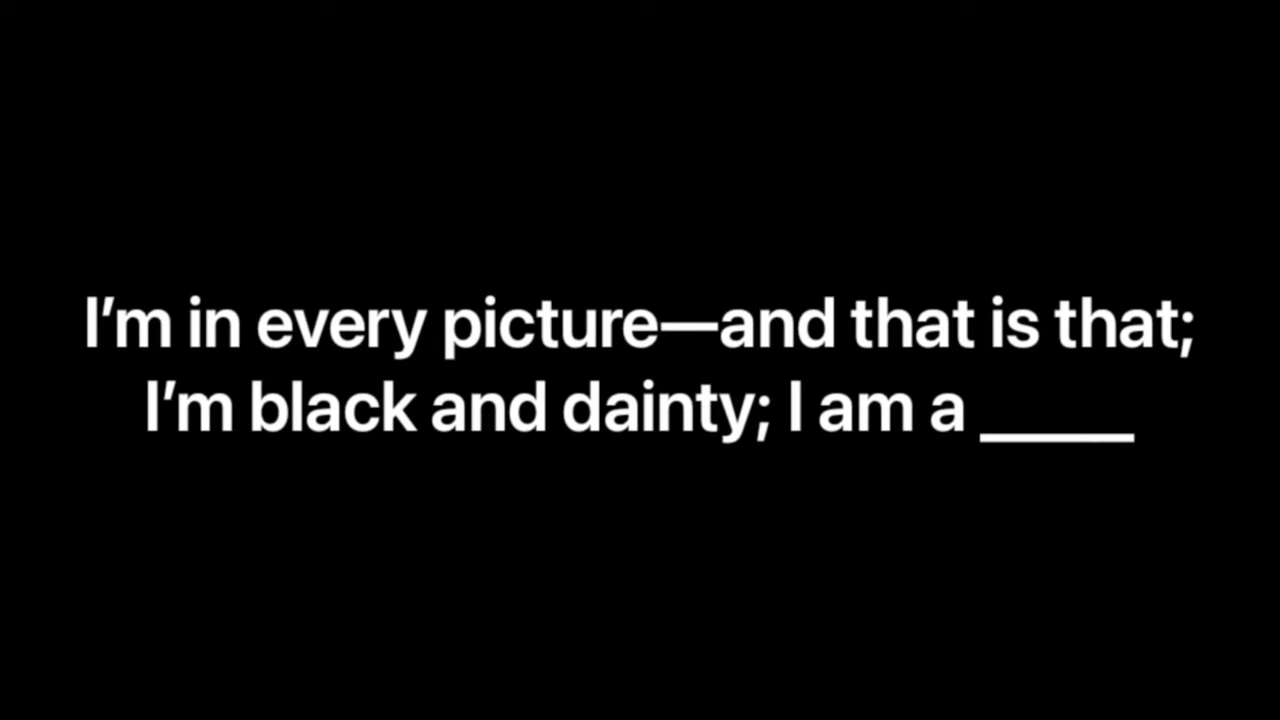 I’m in every picture—and that is that;
I’m black and dainty; I am a _____